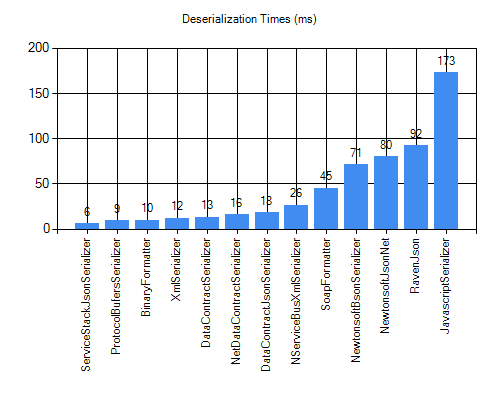 Deserialization Times (ms)
200
150
100
50
0
6
9
10
12
13
16
18
26
45
71
80
92
173
ServiceStackJsonSerializer
ProtocolBufersSerializer
BinaryFormatter
XmlSerializer
DataContractSerializer
NetDataContractSerializer
DataContractJsonSerializer
NServiceBusXmlSerializer
SoapFormatter
NewtonsoftBsonSerializer
NewtonsoftJsonNet
RavenJson
JavascriptSerializer